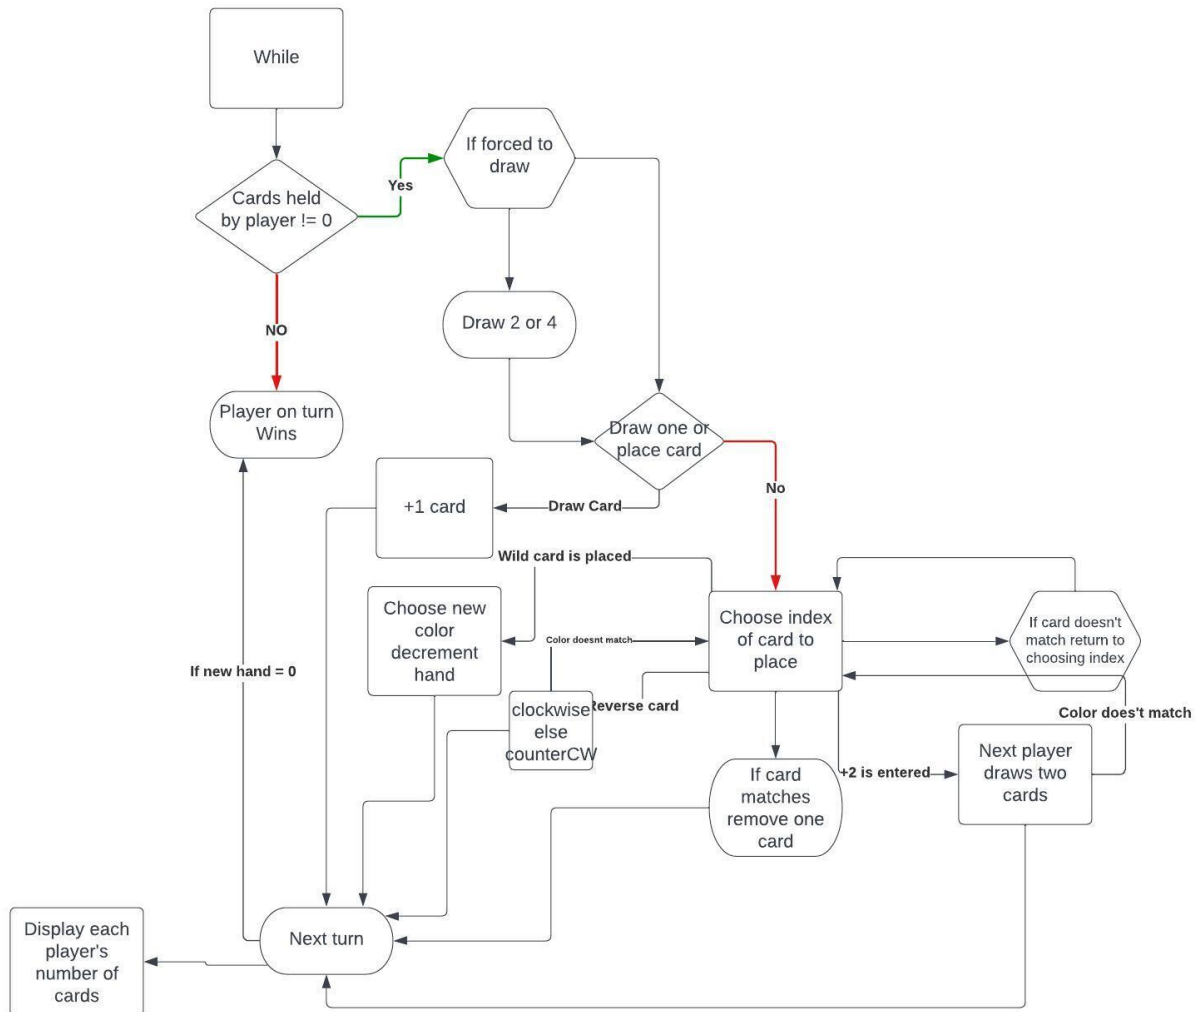 While
If forced to
draw
Yes
Cards held
by player != 0
NO
Draw 2 or 4
Player on turn
Wins
Draw one or
place card
No
+1 card
Draw Card
Wild card is placed
Choose new
color
decrement
hand
Color doesnt match
Choose index
of card to
place
If card doesn't
match return to
choosing index
If new hand = 0
clockwise
else
counterCW
Reverse card
Color does't match
Next player
draws two
cards
+2 is entered
If card
matches
remove one
card
Next turn
Display each
player's
number of
cards